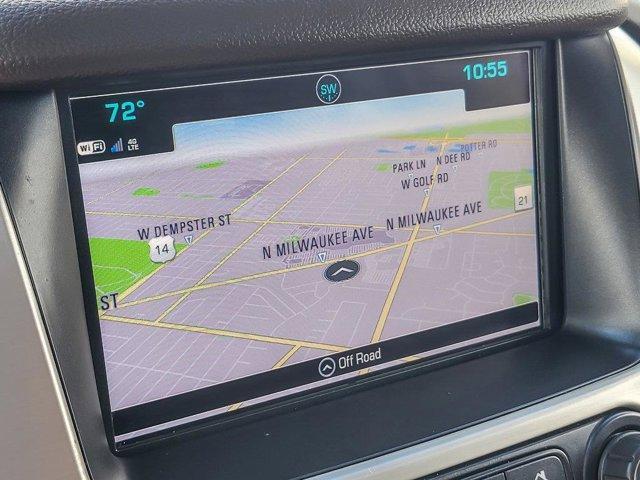 72° SW 10:55
WiFi 4G LTE
POTTER RD
N DEE RD
PARK LN
W GOLF RD
21
W DEMPSTER ST
N MILWAUKEE AVE
14
N MILWAUKEE AVE
ST
Off Road